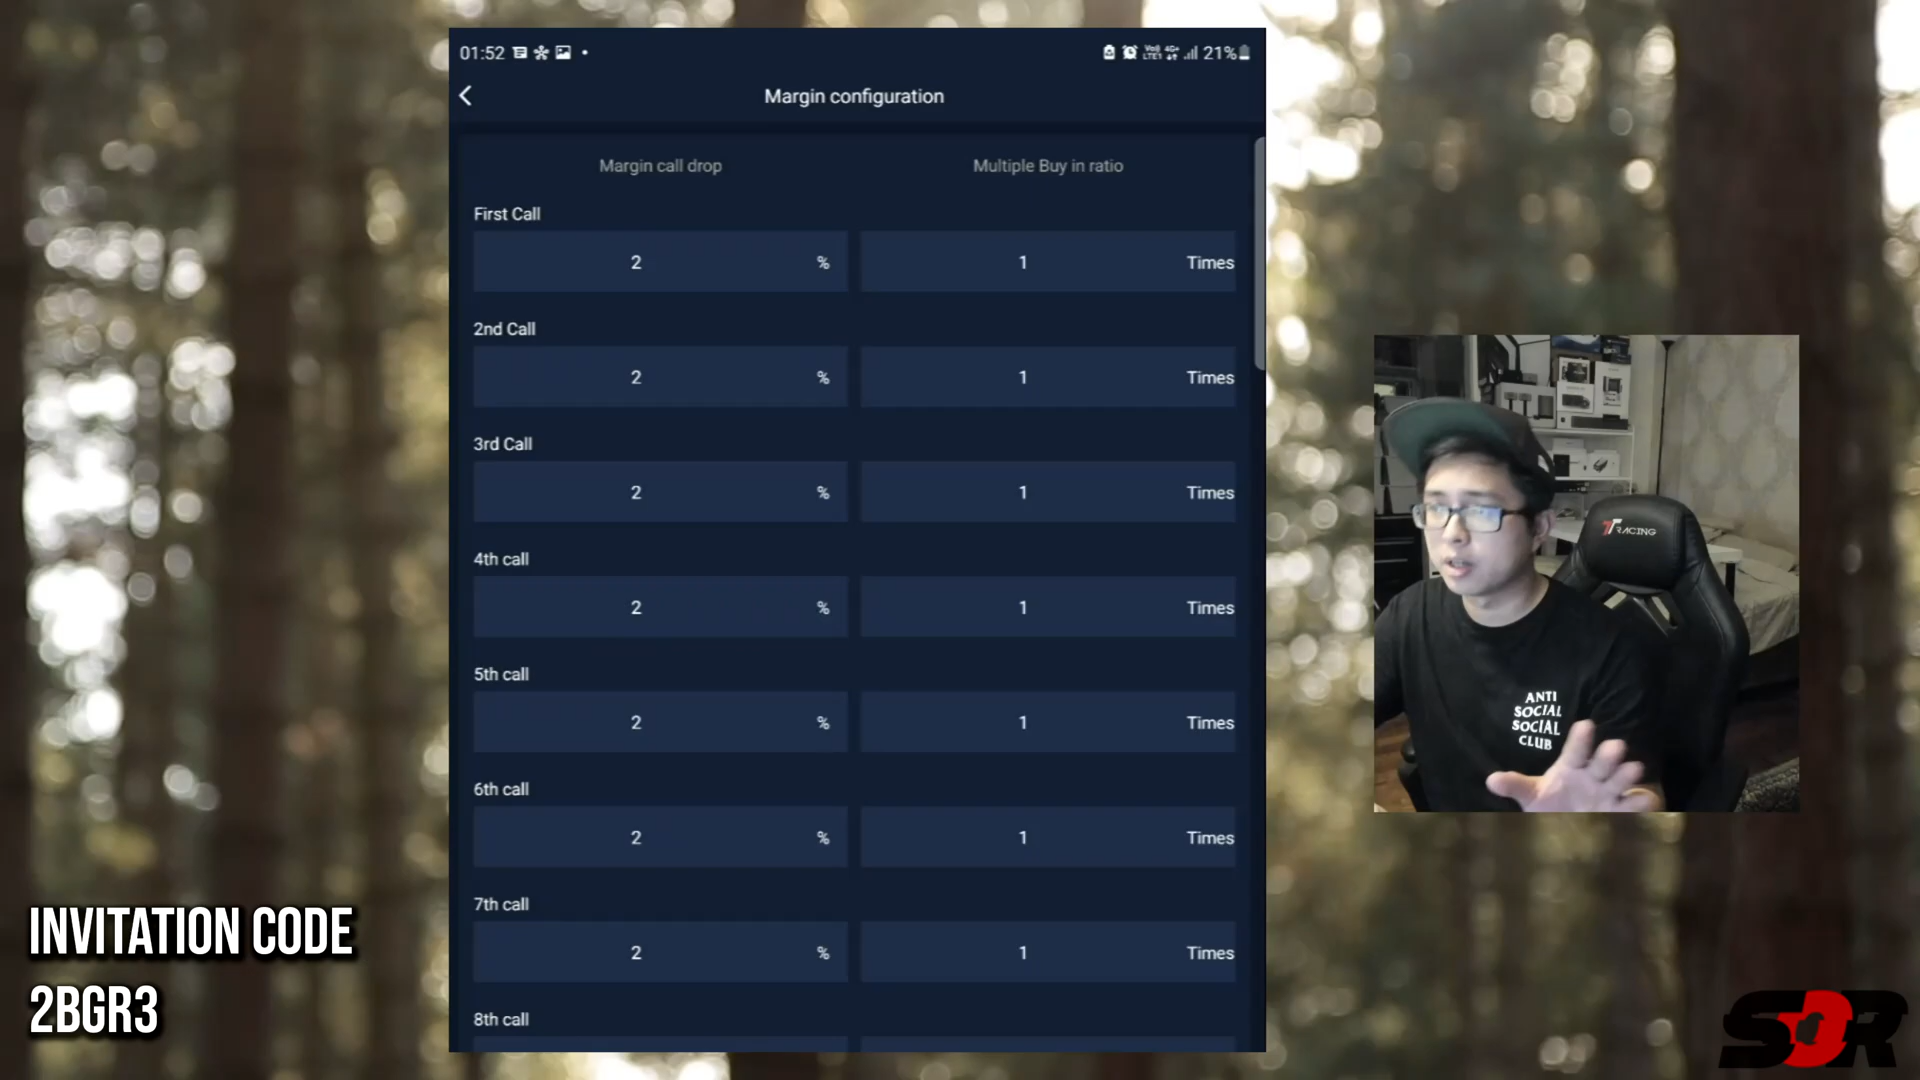 01:52 21%
Margin configuration
Margin call drop Multiple Buy in ratio
First Call
2 % 1 Times
2nd Call
2 % 1 Times
3rd Call
2 % 1 Times
4th call
2 % 1 Times
5th call
2 % 1 Times
6th call
2 % 1 Times
7th call
2 % 1 Times
8th call
RACING
ANTI
SOCIAL
SOCIAL
CLUB
INVITATION CODE
2BGR3
SDR